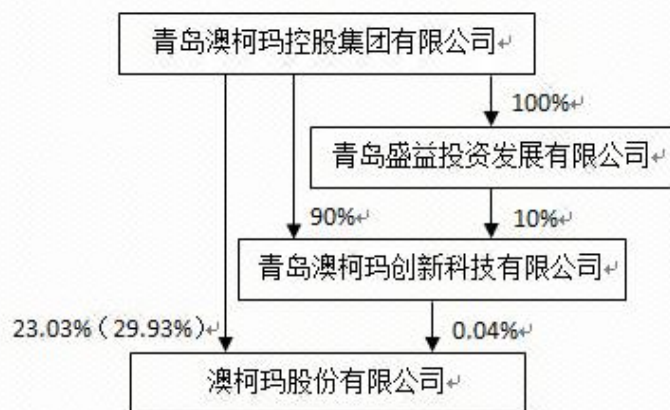 青岛澳柯玛控股集团有限公司↵
100%↵
青岛盛益投资发展有限公司↵
90%↵
10%↵
青岛澳柯玛创新科技有限公司↵
23.03%（29.93%）↵
0.04%↵
澳柯玛股份有限公司↵